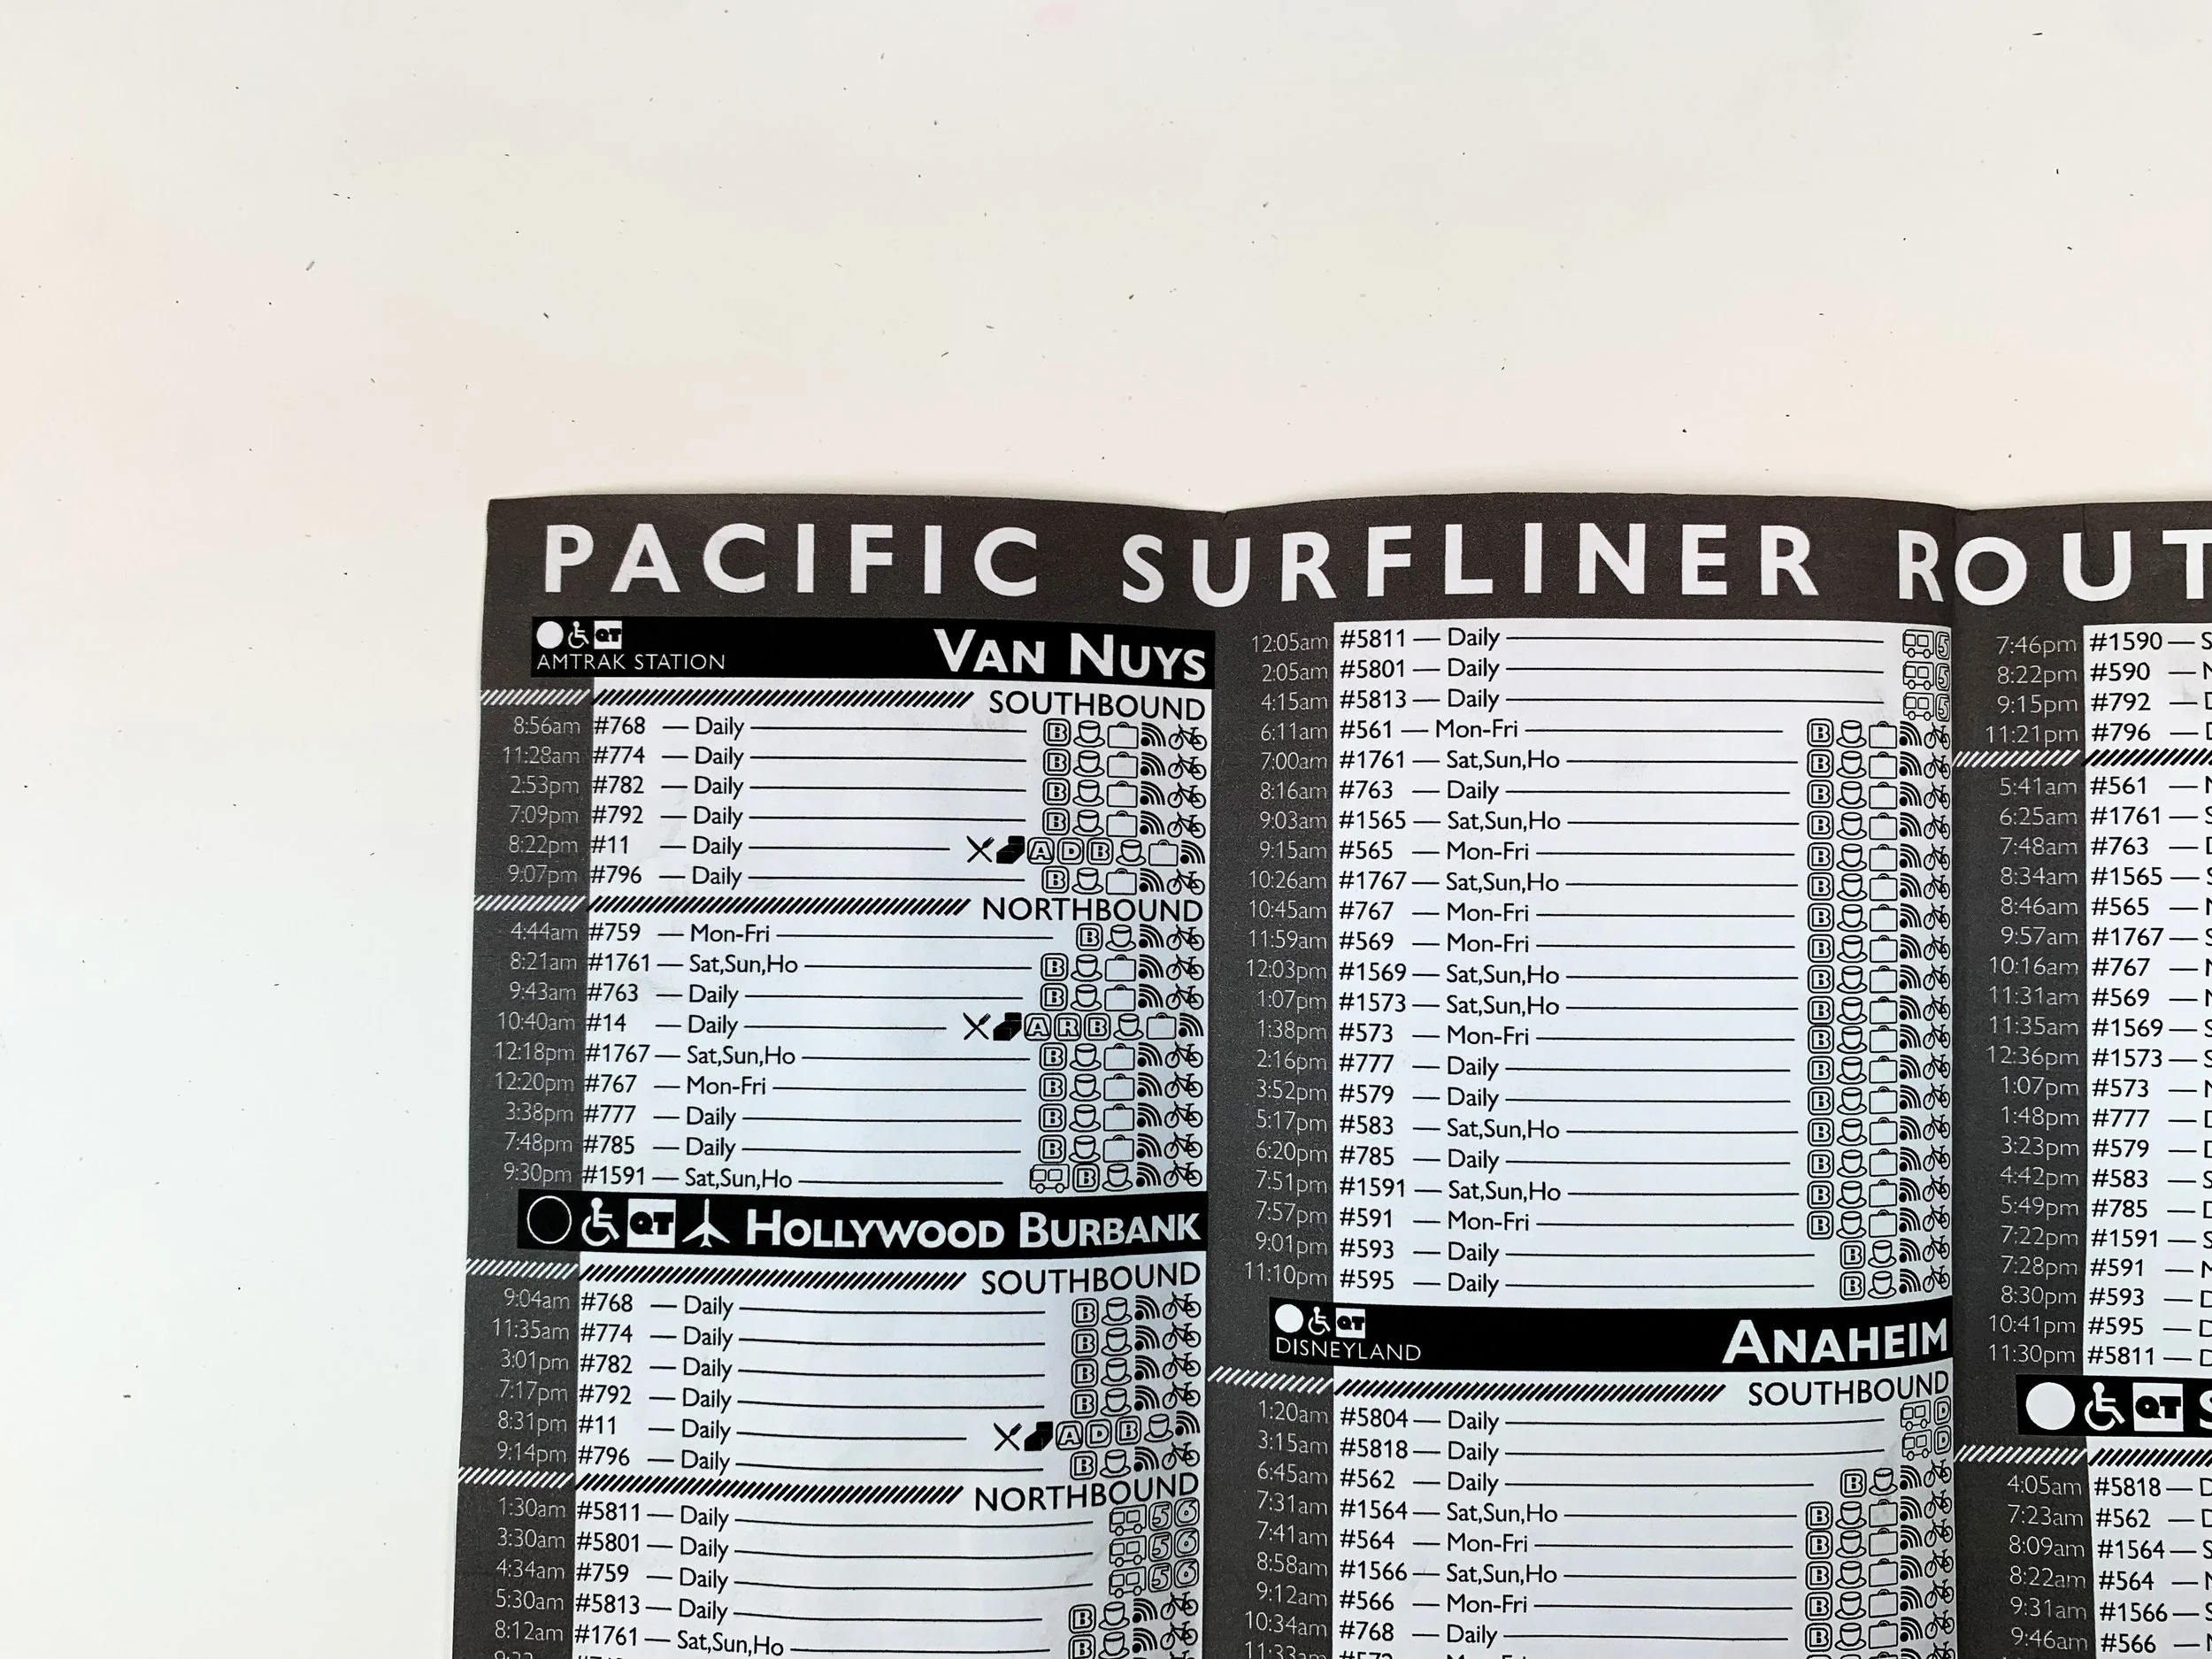 PACIFIC SURFLINER ROUT
QT
AMTRAK STATION
VAN NUYS
SOUTHBOUND
8:56am #768 — Daily B
11:28am #774 — Daily B
2:53pm #782 — Daily B
7:09pm #792 — Daily B
8:22pm #11 — Daily A D B
9:07pm #796 — Daily B
NORTHBOUND
4:44am #759 — Mon-Fri B
8:21am #1761 — Sat,Sun,Ho B
9:43am #763 — Daily B
10:40am #14 — Daily A R B
12:18pm #1767 — Sat,Sun,Ho B
12:20pm #767 — Mon-Fri B
3:38pm #777 — Daily B
7:48pm #785 — Daily B
9:30pm #1591 — Sat,Sun,Ho B
QT HOLLYWOOD BURBANK
SOUTHBOUND
9:04am #768 — Daily B
11:35am #774 — Daily B
3:01pm #782 — Daily B
7:17pm #792 — Daily B
8:31pm #11 — Daily A D B
9:14pm #796 — Daily B
NORTHBOUND
1:30am #5811 — Daily 5 6
3:30am #5801 — Daily 5 6
4:34am #759 — Daily 5 6
5:30am #5813 — Daily B
8:12am #1761 — Sat,Sun,Ho B
12:05am #5811 — Daily 5
2:05am #5801 — Daily 5
4:15am #5813 — Daily 5
6:11am #561 — Mon-Fri B
7:00am #1761 — Sat,Sun,Ho B
8:16am #763 — Daily B
9:03am #1565 — Sat,Sun,Ho B
9:15am #565 — Mon-Fri B
10:26am #1767 — Sat,Sun,Ho B
10:45am #767 — Mon-Fri B
11:59am #569 — Mon-Fri B
12:03pm #1569 — Sat,Sun,Ho B
1:07pm #1573 — Sat,Sun,Ho B
1:38pm #573 — Mon-Fri B
2:16pm #777 — Daily B
3:52pm #579 — Daily B
5:17pm #583 — Sat,Sun,Ho B
6:20pm #785 — Daily B
7:51pm #1591 — Sat,Sun,Ho B
7:57pm #591 — Mon-Fri B
9:01pm #593 — Daily B
11:10pm #595 — Daily B
QT
DISNEYLAND
ANAHEIM
SOUTHBOUND
1:20am #5804 — Daily D
3:15am #5818 — Daily D
6:45am #562 — Daily B
7:31am #1564 — Sat,Sun,Ho B
7:41am #564 — Mon-Fri B
8:58am #1566 — Sat,Sun,Ho B
9:12am #566 — Mon-Fri B
10:34am #768 — Daily B
11:33am
7:46pm #1590 — S
8:22pm #590 —
9:15pm #792 —
11:21pm #796 —
5:41am #561 —
6:25am #1761 —
7:48am #763 —
8:34am #1565 —
8:46am #565 —
9:57am #1767 —
10:16am #767 —
11:31am #569 —
11:35am #1569 —
12:36pm #1573 —
1:07pm #573 —
1:48pm #777 —
3:23pm #579 —
4:42pm #583 —
5:49pm #785 —
7:22pm #1591 —
7:28pm #591 —
8:30pm #593 —
10:41pm #595 —
11:30pm #5811 —
QT S
4:05am #5818 —
7:23am #562 —
8:09am #1564 —
8:22am #564 —
9:31am #1566 —
9:46am #566 —